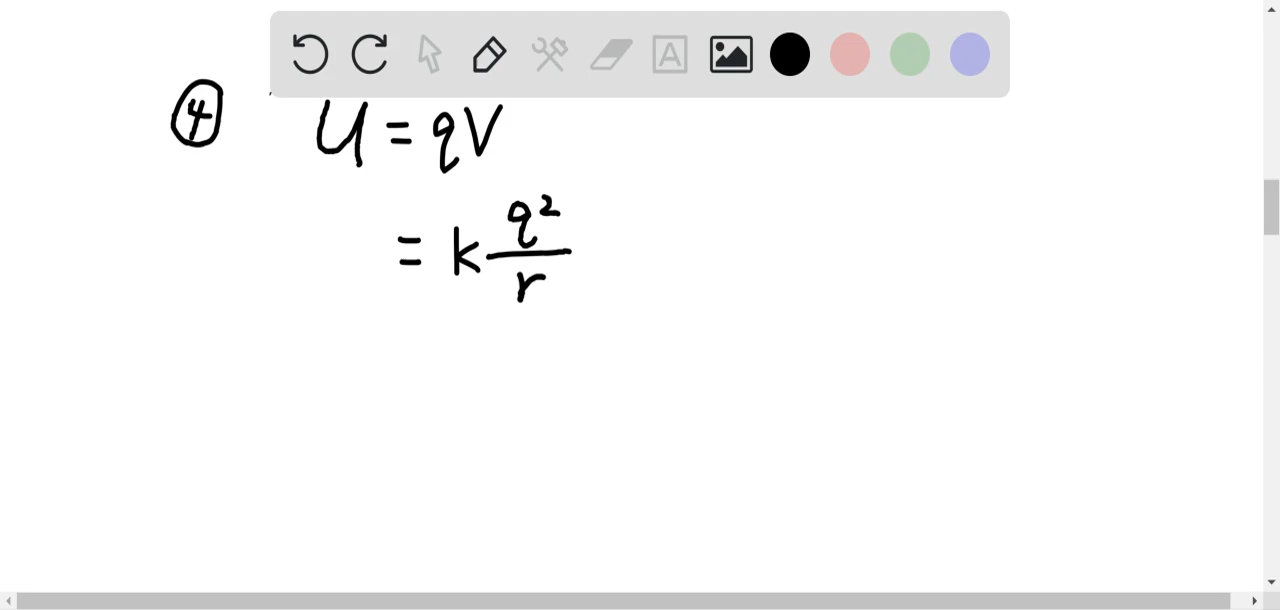 ④ U = qV
= k q²/r